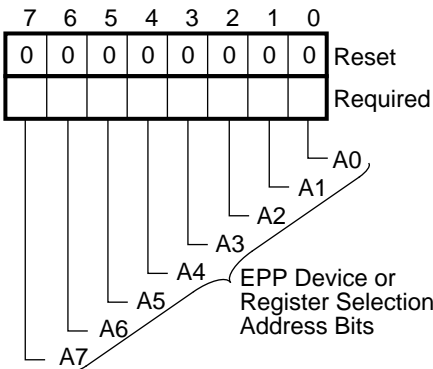 7 6 5 4 3 2 1 0
0 0 0 0 0 0 0 0 Reset
Required
A0
A1
A2
A3
A4
EPP Device or
Register Selection
Address Bits
A5
A6
A7